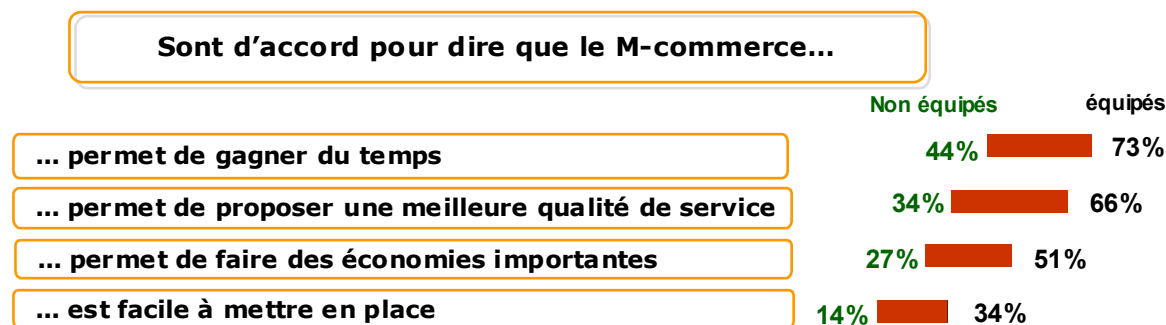 Sont d’accord pour dire que le M-commerce…
Non équipés équipés
… permet de gagner du temps 44% 73%
… permet de proposer une meilleure qualité de service 34% 66%
… permet de faire des économies importantes 27% 51%
… est facile à mettre en place 14% 34%